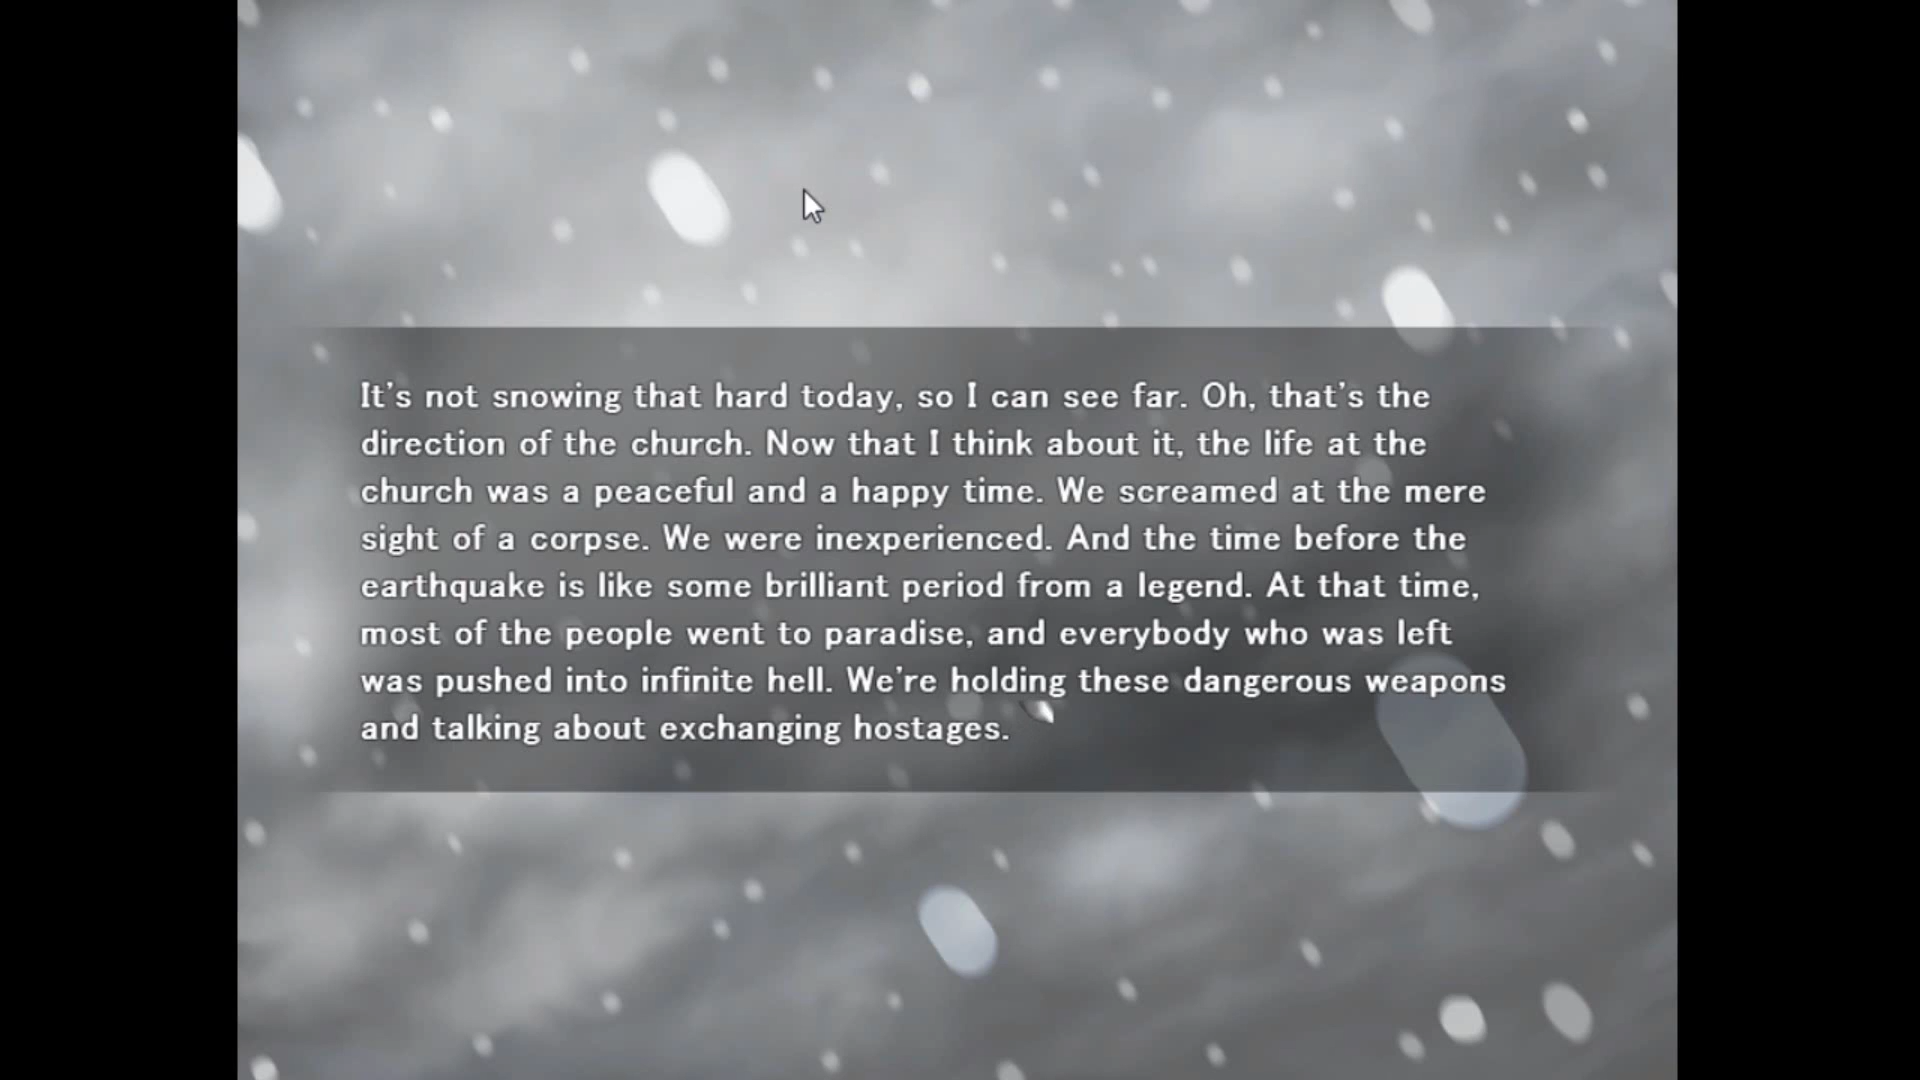 It's not snowing that hard today, so I can see far. Oh, that's the
direction of the church. Now that I think about it, the life at the
church was a peaceful and a happy time. We screamed at the mere
sight of a corpse. We were inexperienced. And the time before the
earthquake is like some brilliant period from a legend. At that time,
most of the people went to paradise, and everybody who was left
was pushed into infinite hell. We're holding these dangerous weapons
and talking about exchanging hostages.